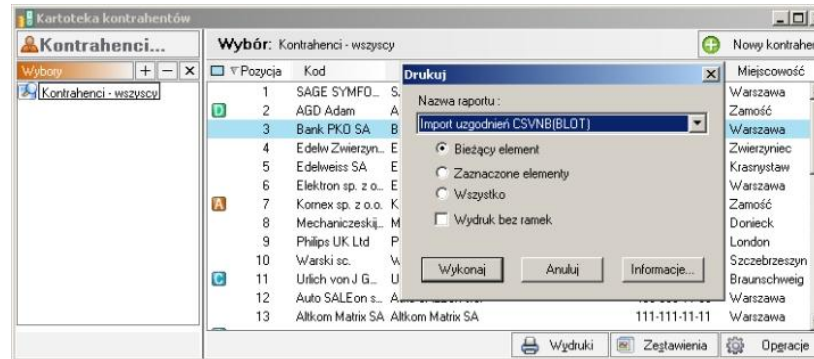 Kartoteka kontrahentów
Kontrahenci...
Wybór: Kontrahenci - wszyscy
Nowy kontrahe
Wybory
Kontrahenci - wszyscy
Pozycja Kod Miejscowość
1 SAGE SYMFO... Warszawa
D 2 AGD Adam A Zamość
3 Bank PKO SA B Warszawa
4 Edelw Zwierzyn... E Zwierzyniec
5 Edelweiss SA E Krasnystaw
6 Elektron sp. z o... E Warszawa
A 7 Kornex sp. z o.o. K Zamość
8 Mechaniczeskij... M Donieck
9 Philips UK Ltd P London
10 Warski sc. W Szczebrzeszyn
C 11 Urlich von J G... U Braunschweig
12 Auto SALEon s... Warszawa
13 Altkom Matrix SA Altkom Matrix SA 111-111-11-11 Warszawa
Drukuj
Nazwa raportu :
Import uzgodnień CSVNB(BLOT)
Bieżący element
Zaznaczone elementy
Wszystko
Wydruk bez ramek
Wykonaj Anuluj Informacje...
Wydruki Zestawienia Operacje